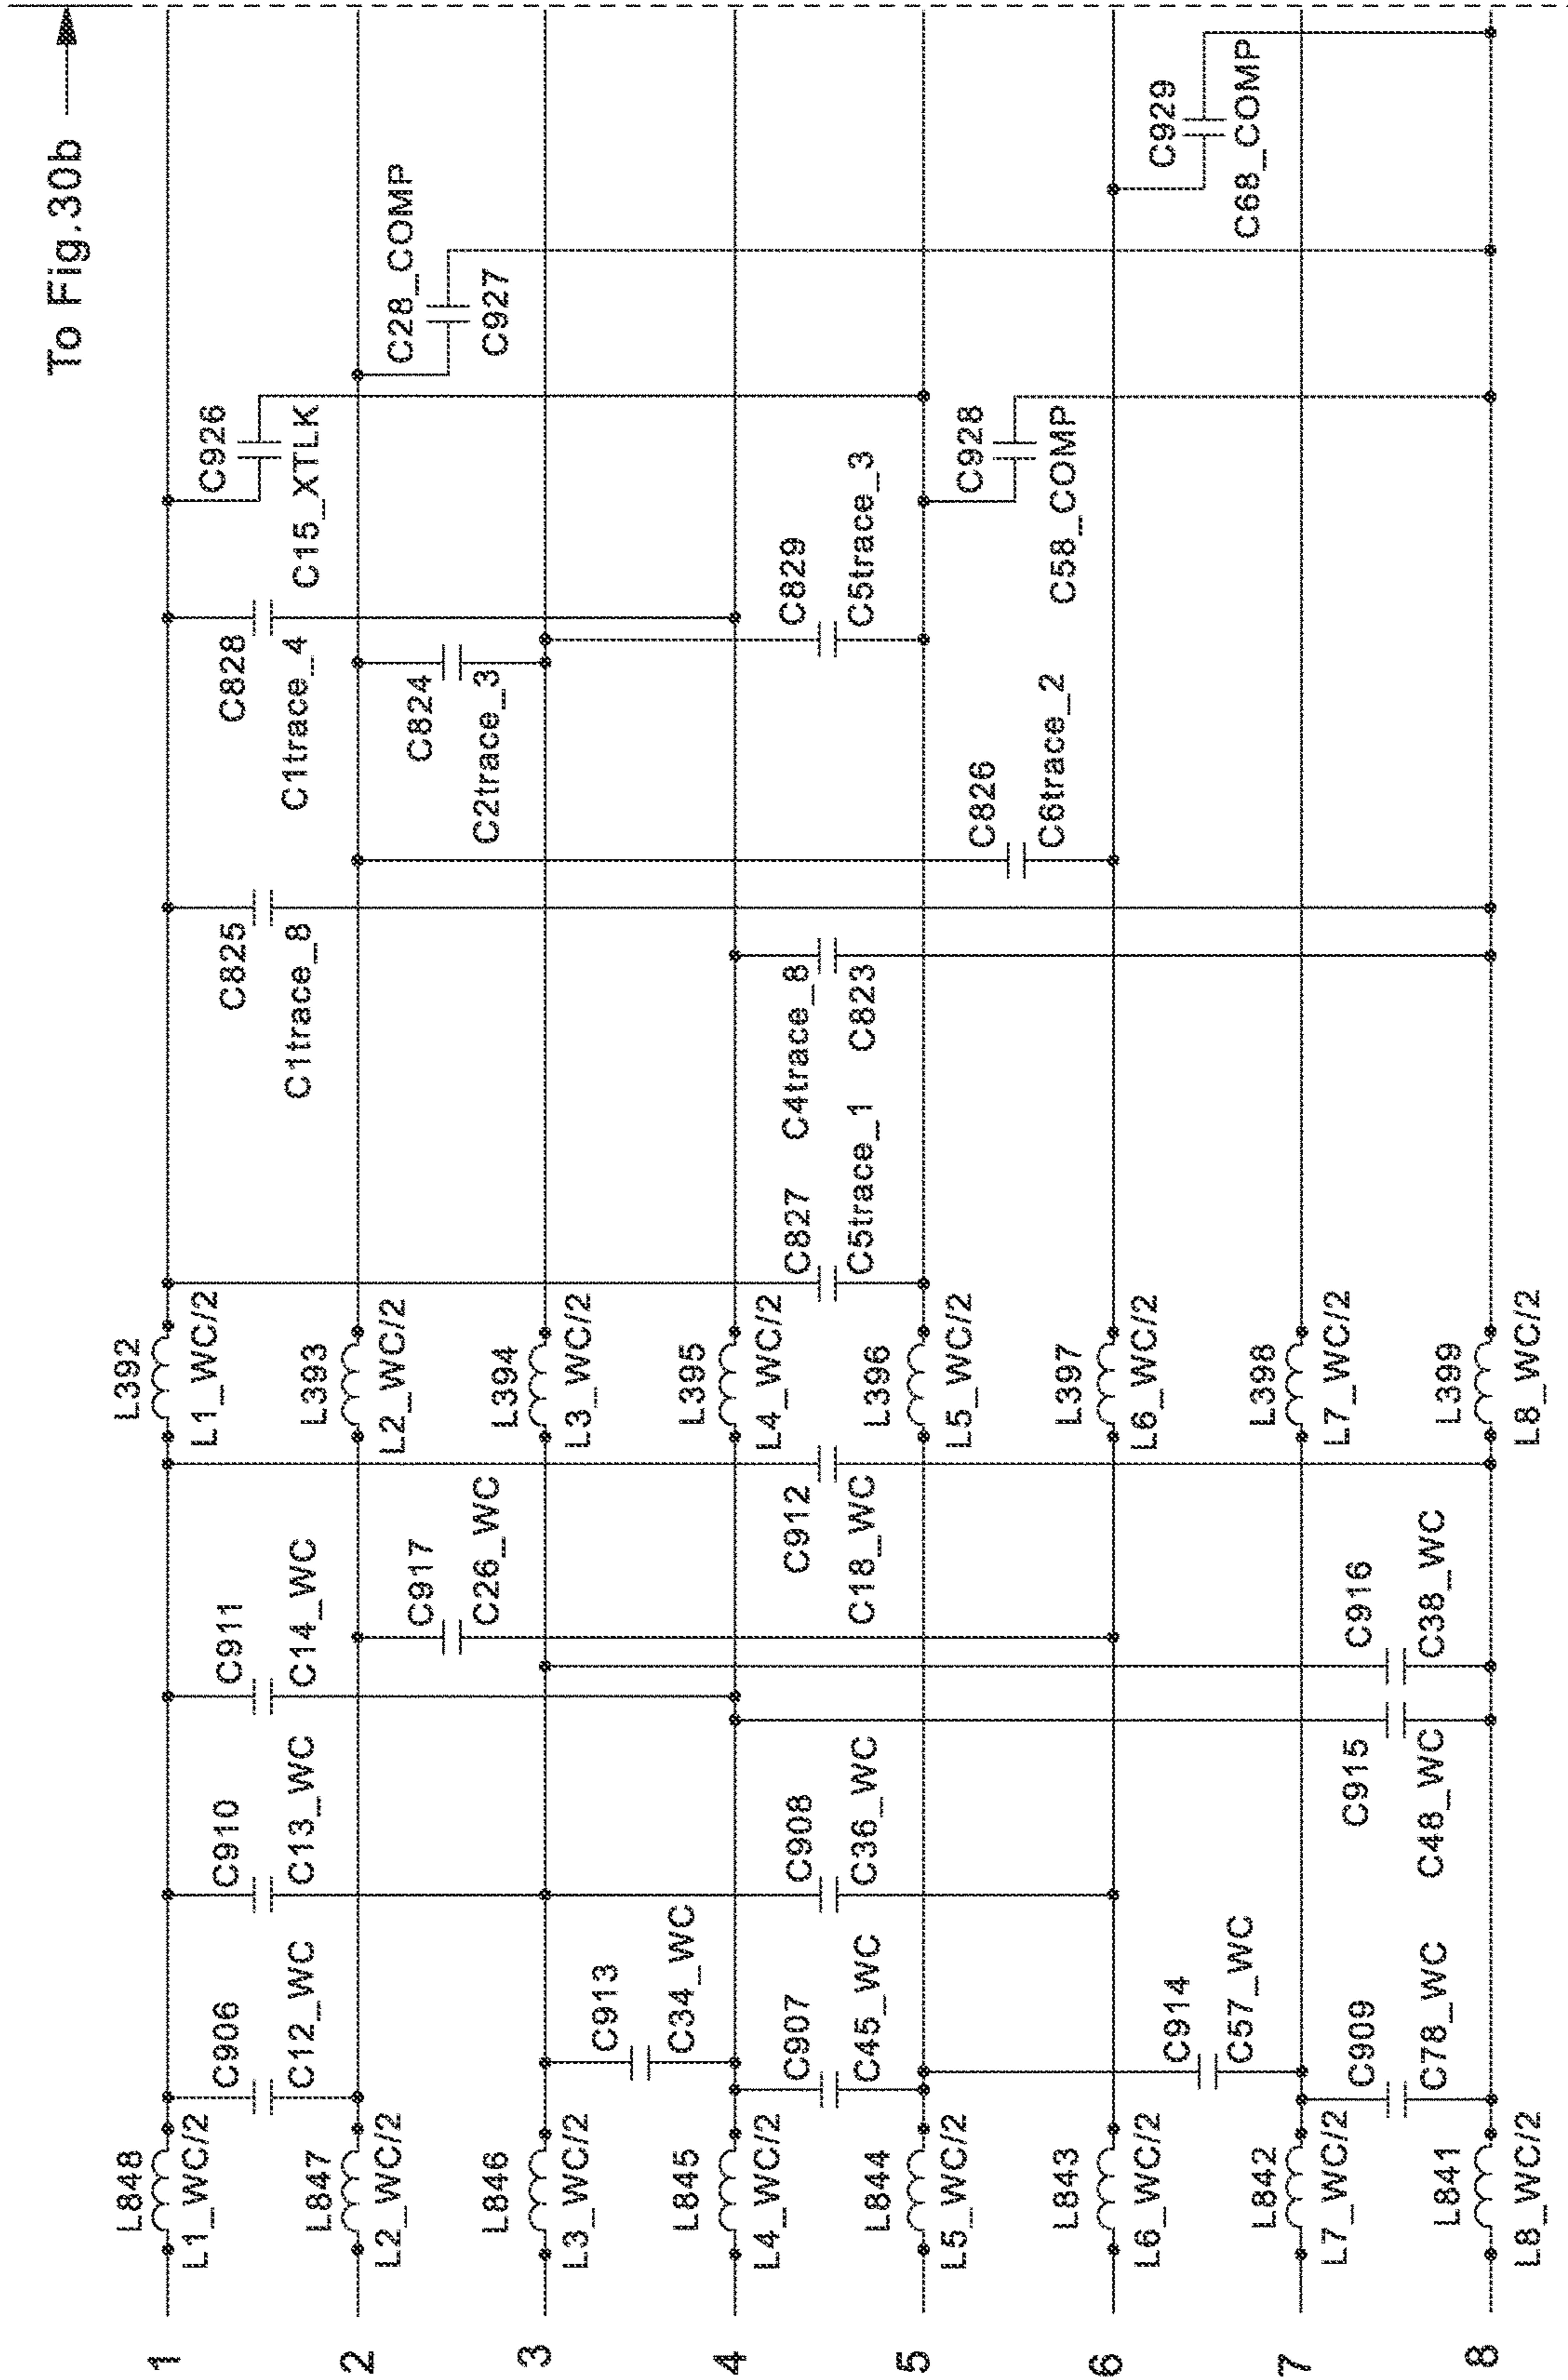 To Fig.30b
1
L848
L1_WC/2
C906
C12_WC
C910
C13_WC
C911
C14_WC
L392
L1_WC/2
C825
C1trace_8
C828
C1trace_4
C926
C15_XTLK
2
L847
L2_WC/2
C917
C26_WC
L393
L2_WC/2
C824
C2trace_3
C28_COMP
C927
3
L846
L3_WC/2
C913
C34_WC
L394
L3_WC/2
4
L845
L4_WC/2
C907
C45_WC
C908
C36_WC
C912
C18_WC
L395
L4_WC/2
C827
C5trace_1
C4trace_8
C823
C829
C5trace_3
5
L844
L5_WC/2
L396
L5_WC/2
C826
C6trace_2
C928
C58_COMP
6
L843
L6_WC/2
C914
C57_WC
L397
L6_WC/2
C929
C68_COMP
7
L842
L7_WC/2
C909
C78_WC
C915
C48_WC
C916
C38_WC
L398
L7_WC/2
8
L841
L8_WC/2
L399
L8_WC/2